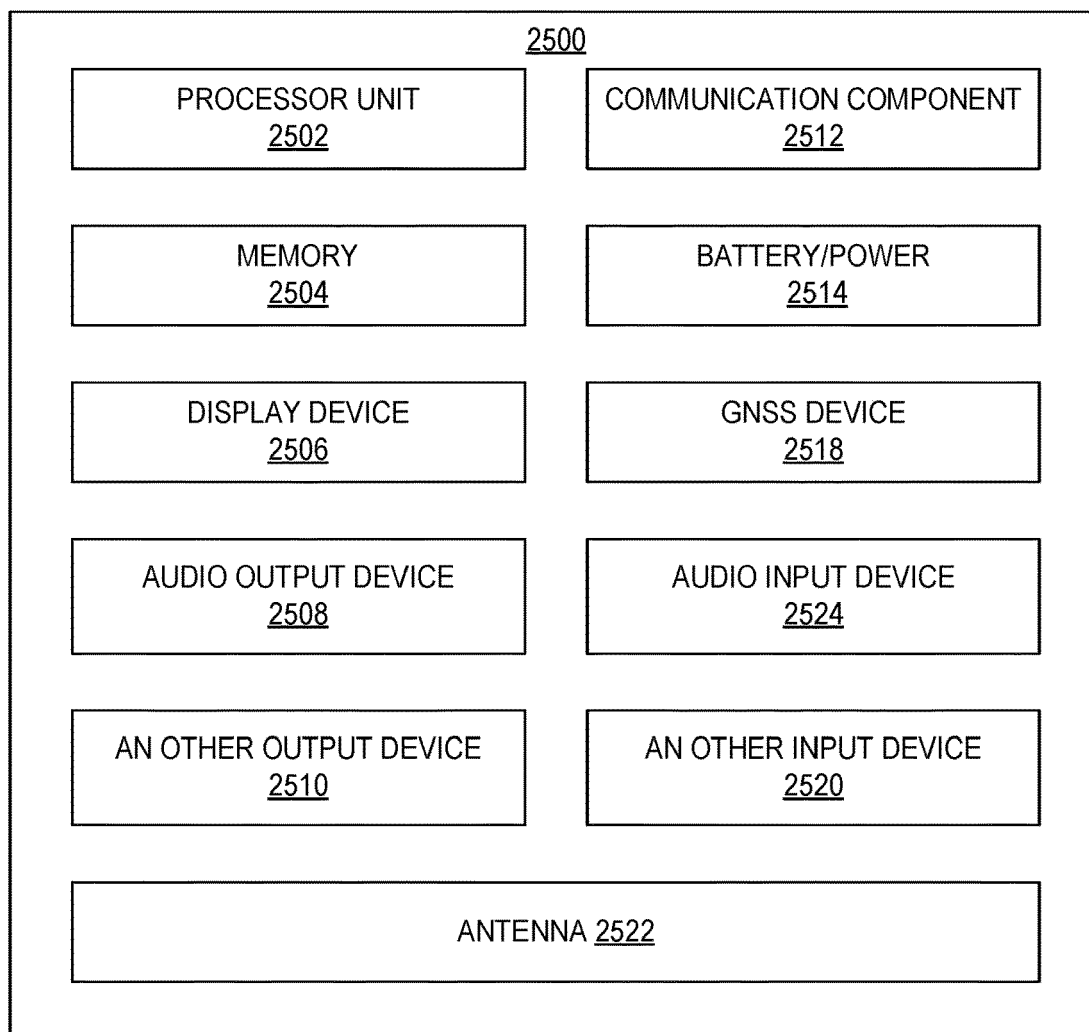 2500
PROCESSOR UNIT
2502
COMMUNICATION COMPONENT
2512
MEMORY
2504
BATTERY/POWER
2514
DISPLAY DEVICE
2506
GNSS DEVICE
2518
AUDIO OUTPUT DEVICE
2508
AUDIO INPUT DEVICE
2524
AN OTHER OUTPUT DEVICE
2510
AN OTHER INPUT DEVICE
2520
ANTENNA 2522